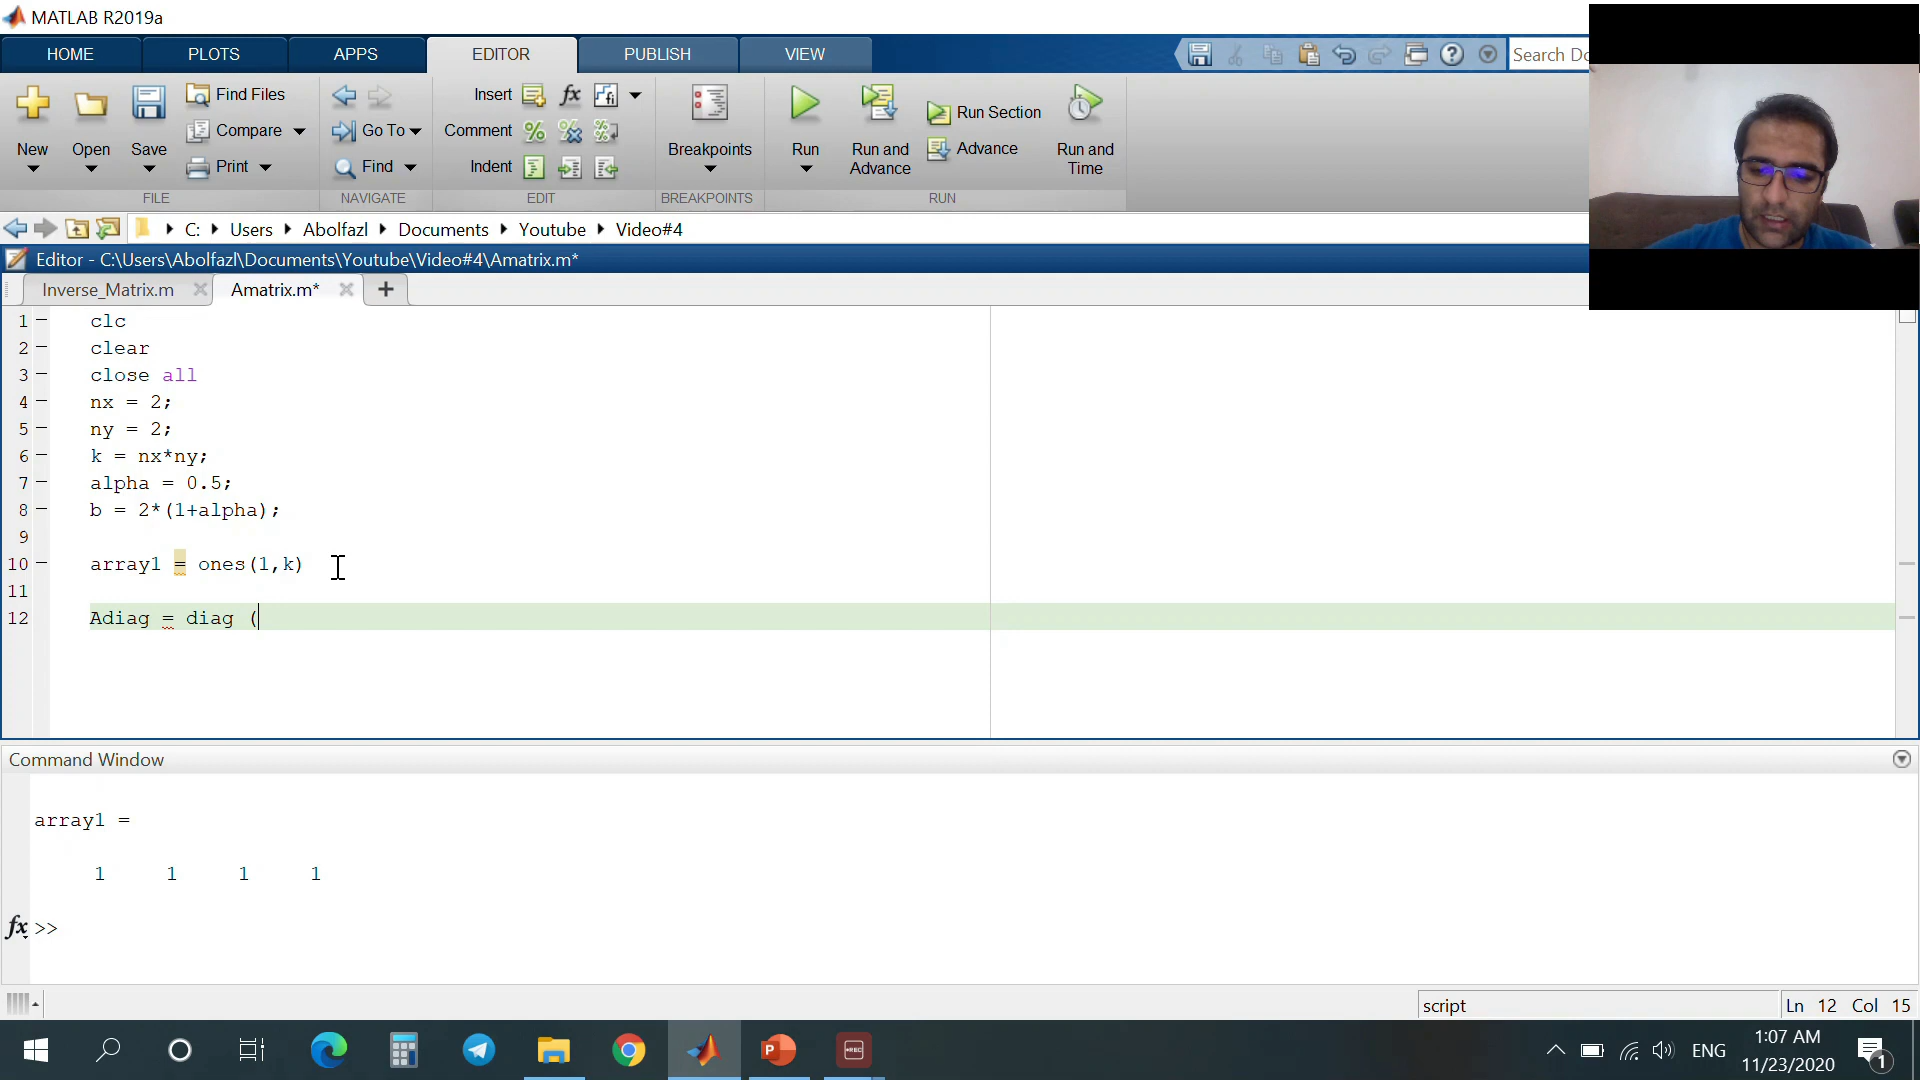 MATLAB R2019a
HOME PLOTS APPS EDITOR PUBLISH VIEW
Search Do
New
Open
Save
Find Files
Compare
Print
FILE
Go To
Find
NAVIGATE
Insert fx
Comment
Indent
EDIT
Breakpoints
BREAKPOINTS
Run
Run and Advance
Run Section
Advance
Run and Time
RUN
C: Users Abolfazl Documents Youtube Video#4
Editor - C:\Users\Abolfazl\Documents\Youtube\Video#4\Amatrix.m*
Inverse_Matrix.m Amatrix.m*
1 clc
2 clear
3 close all
4 nx = 2;
5 ny = 2;
6 k = nx*ny;
7 alpha = 0.5;
8 b = 2*(1+alpha);
9
10 array1 = ones(1,k)
11
12 Adiag = diag (
Command Window
array1 =
1 1 1 1
fx >>
script Ln 12 Col 15
REC
ENG
1:07 AM
11/23/2020
1